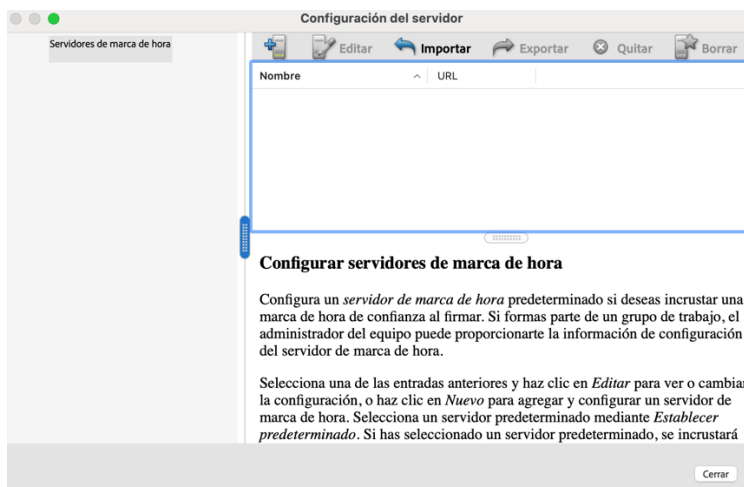 Configuración del servidor
Servidores de marca de hora
Editar Importar Exportar Quitar Borrar
Nombre URL
Configurar servidores de marca de hora
Configura un servidor de marca de hora predeterminado si deseas incrustar una
marca de hora de confianza al firmar. Si formas parte de un grupo de trabajo, el
administrador del equipo puede proporcionarte la información de configuración
del servidor de marca de hora.
Selecciona una de las entradas anteriores y haz clic en Editar para ver o cambiar
la configuración, o haz clic en Nuevo para agregar y configurar un servidor de
marca de hora. Selecciona un servidor predeterminado mediante Establecer
predeterminado. Si has seleccionado un servidor predeterminado, se incrustará
Cerrar